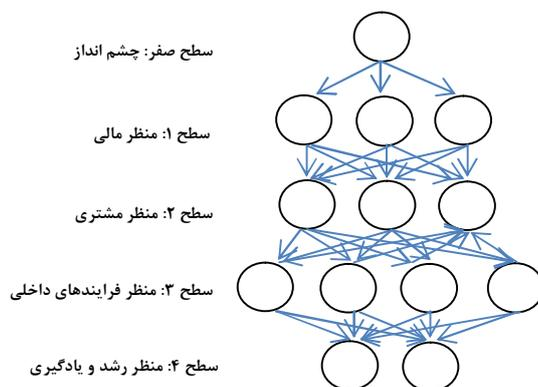 سطح صفر: چشم انداز
سطح ۱: منظر مالی
سطح ۲: منظر مشتری
سطح ۳: منظر فرایندهای داخلی
سطح ۴: منظر رشد و یادگیری